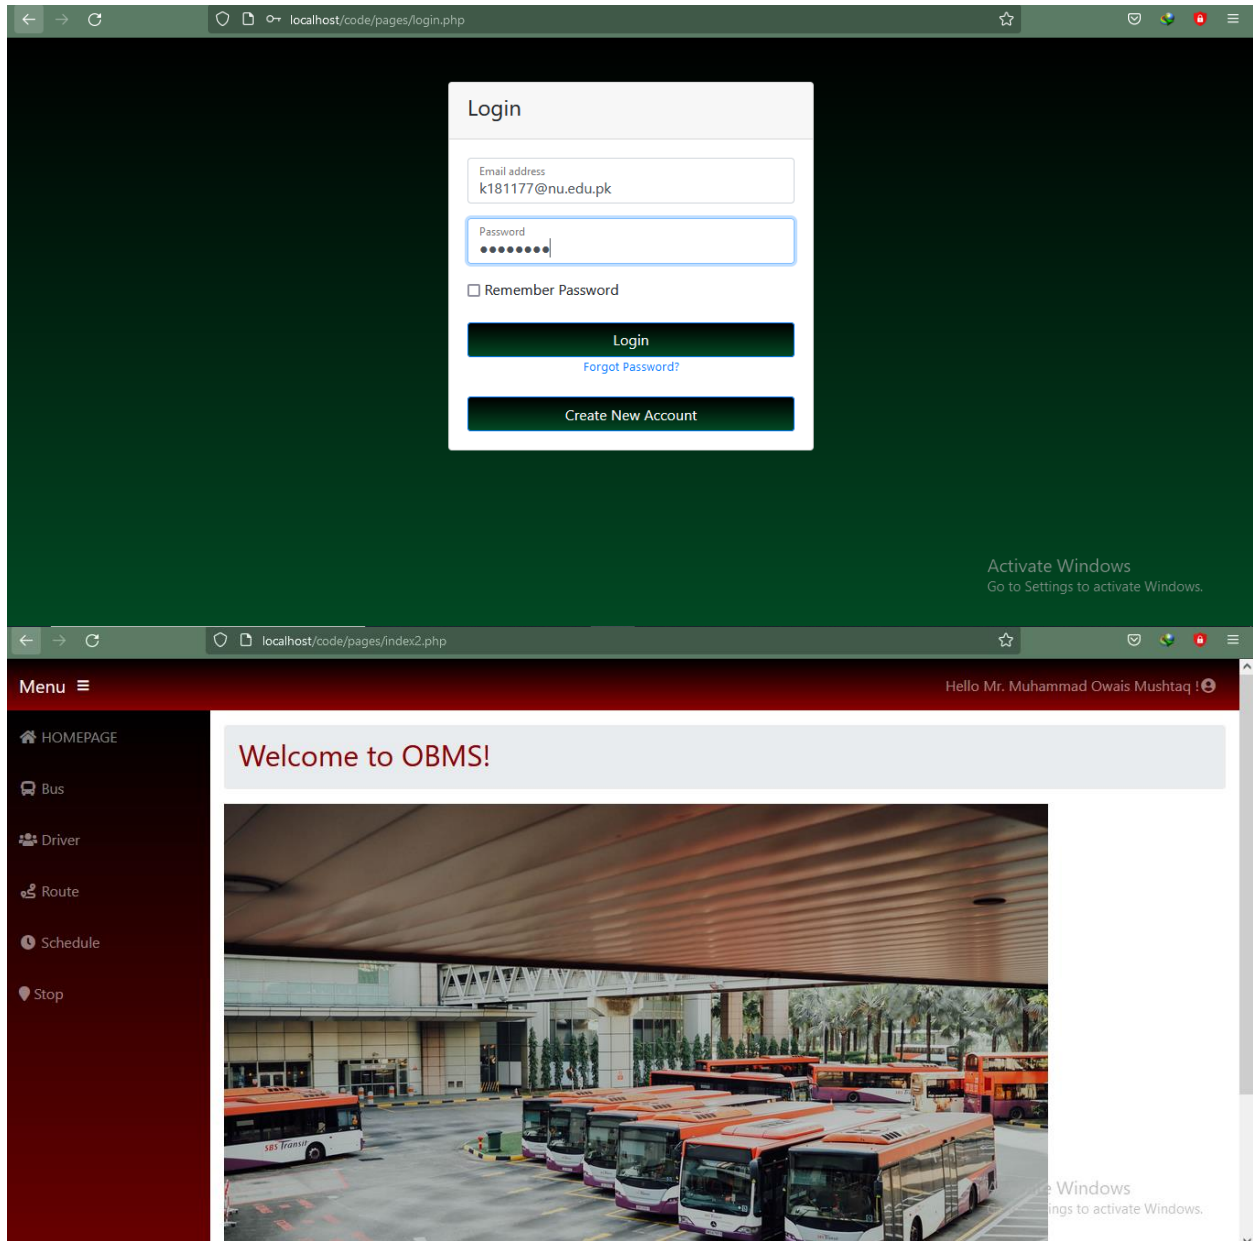 localhost/code/pages/login.php
Login
Email address
k181177@nu.edu.pk
Password
••••••••
Remember Password
Login
Forgot Password?
Create New Account
Activate Windows
Go to Settings to activate Windows.
localhost/code/pages/index2.php
Menu
Hello Mr. Muhammad Owais Mushtaq !
HOMEPAGE
Welcome to OBMS!
Bus
Driver
Route
Schedule
Stop
SBS Transit
Windows
ings to activate Windows.